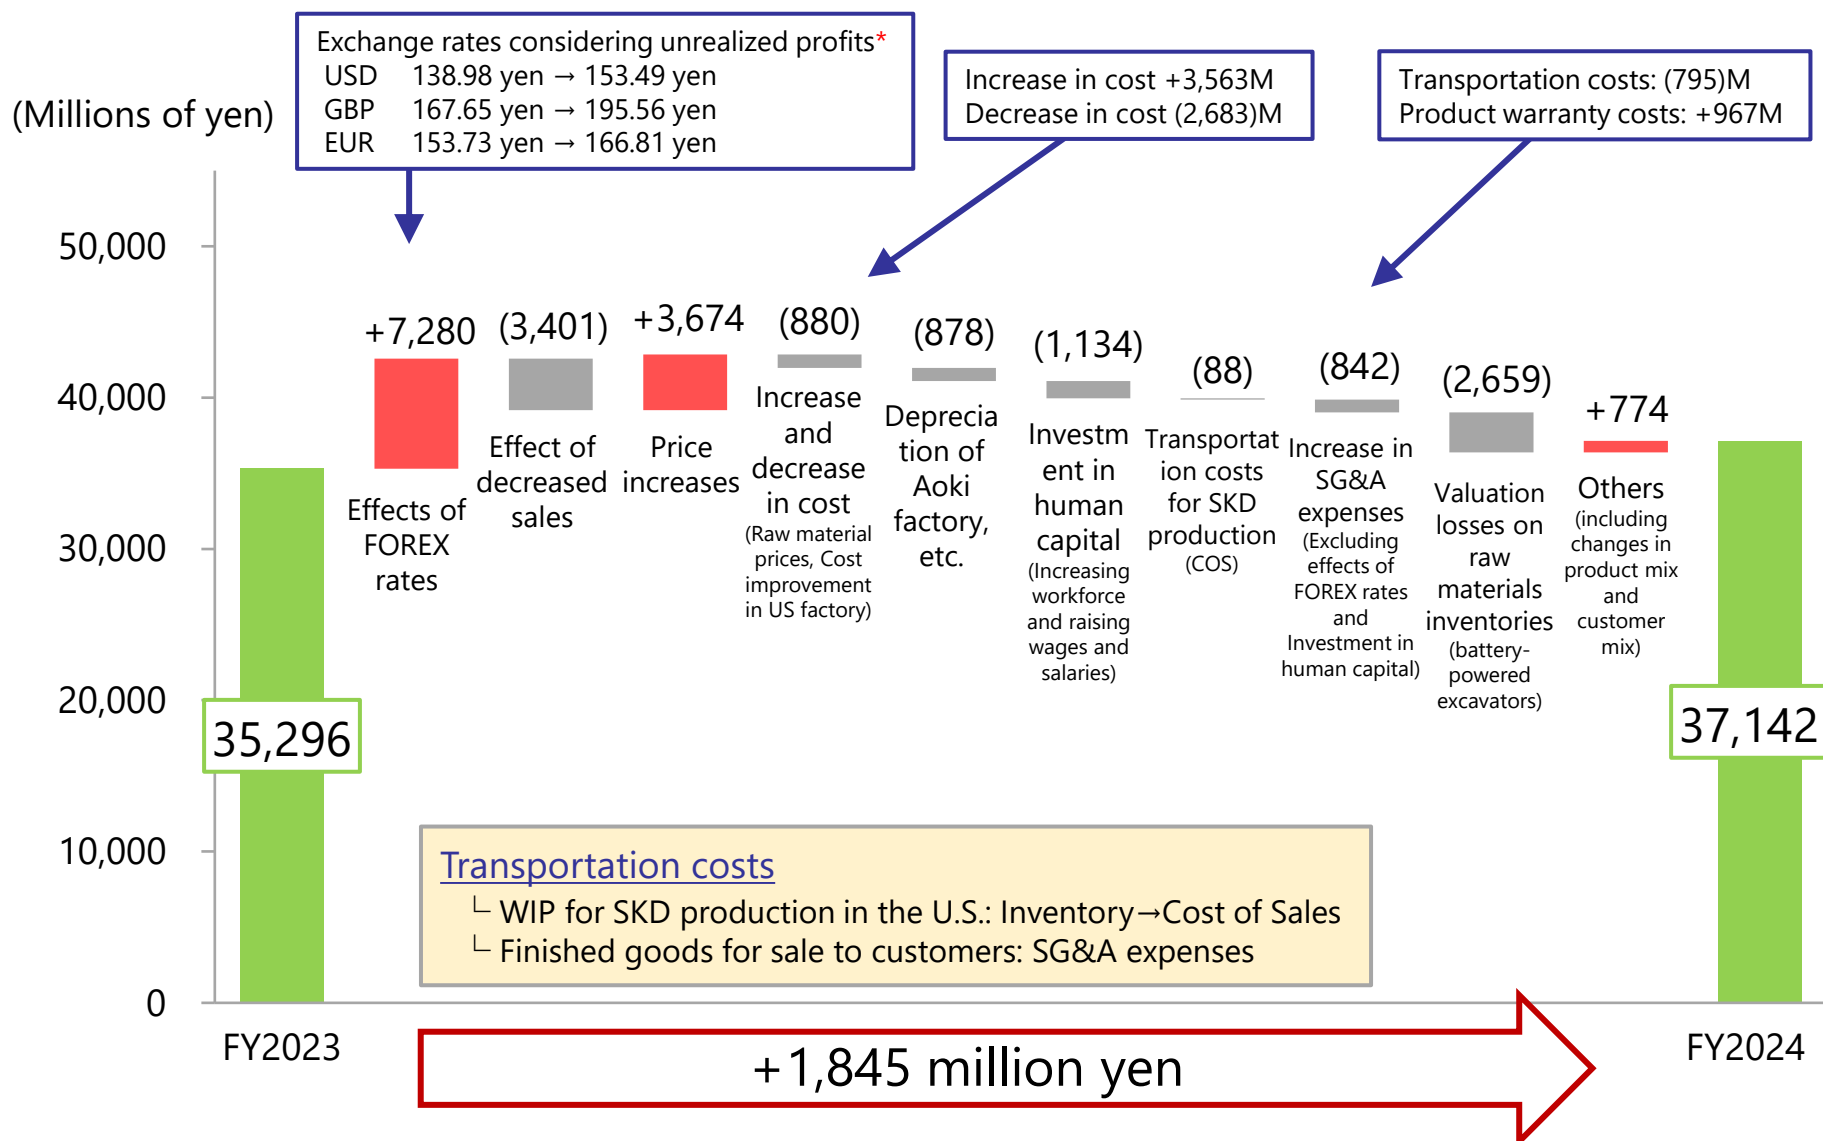 Exchange rates considering unrealized profits*
USD 138.98 yen → 153.49 yen
GBP 167.65 yen → 195.56 yen
EUR 153.73 yen → 166.81 yen
Increase in cost +3,563M
Decrease in cost (2,683)M
Transportation costs: (795)M
Product warranty costs: +967M
(Millions of yen)
50,000
40,000
30,000
20,000
10,000
0
+7,280
Effects of
FOREX
rates
(3,401)
Effect of
decreased
sales
+3,674
Price
increases
(880)
Increase
and
decrease
in cost
(Raw material
prices, Cost
improvement
in US factory)
(878)
Deprecia
tion of
Aoki
factory,
etc.
(1,134)
Investm
ent in
human
capital
(Increasing
workforce
and raising
wages and
salaries)
(88)
Transportat
ion costs
for SKD
production
(COS)
(842)
Increase in
SG&A
expenses
(Excluding
effects of
FOREX rates
and
Investment in
human capital)
(2,659)
Valuation
losses on
raw
materials
inventories
(battery-
powered
excavators)
+774
Others
(including
changes in
product mix
and
customer
mix)
35,296
37,142
Transportation costs
└ WIP for SKD production in the U.S.: Inventory→Cost of Sales
└ Finished goods for sale to customers: SG&A expenses
FY2023
FY2024
+1,845 million yen